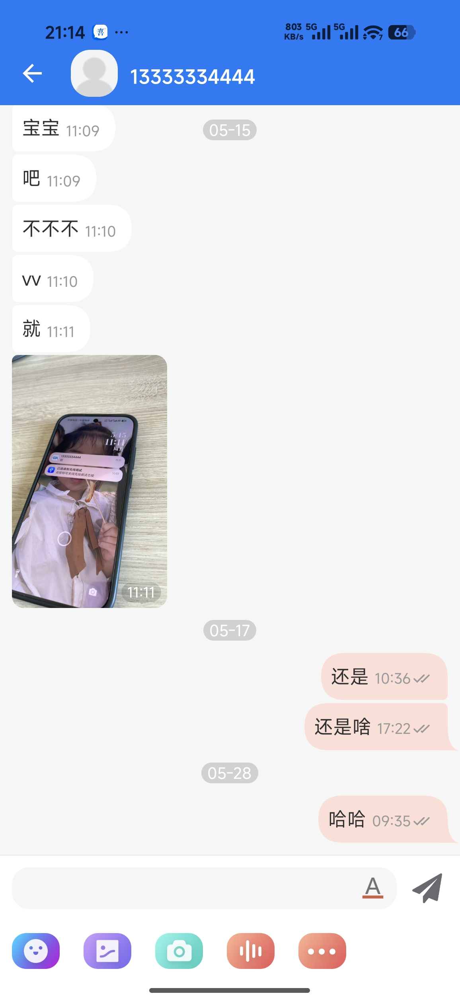 21:14 喜 ... 803 KB/s 5G 5G 7 66
13333334444
宝宝 11:09
05-15
吧 11:09
不不不 11:10
vv 11:10
就 11:11
5/15
11:11
周五
13333334444
就 11:11
已连接到无线调试
点按即可关闭无线调试功能 10:51
11:11
05-17
还是 10:36
还是啥 17:22
05-28
哈哈 09:35
A